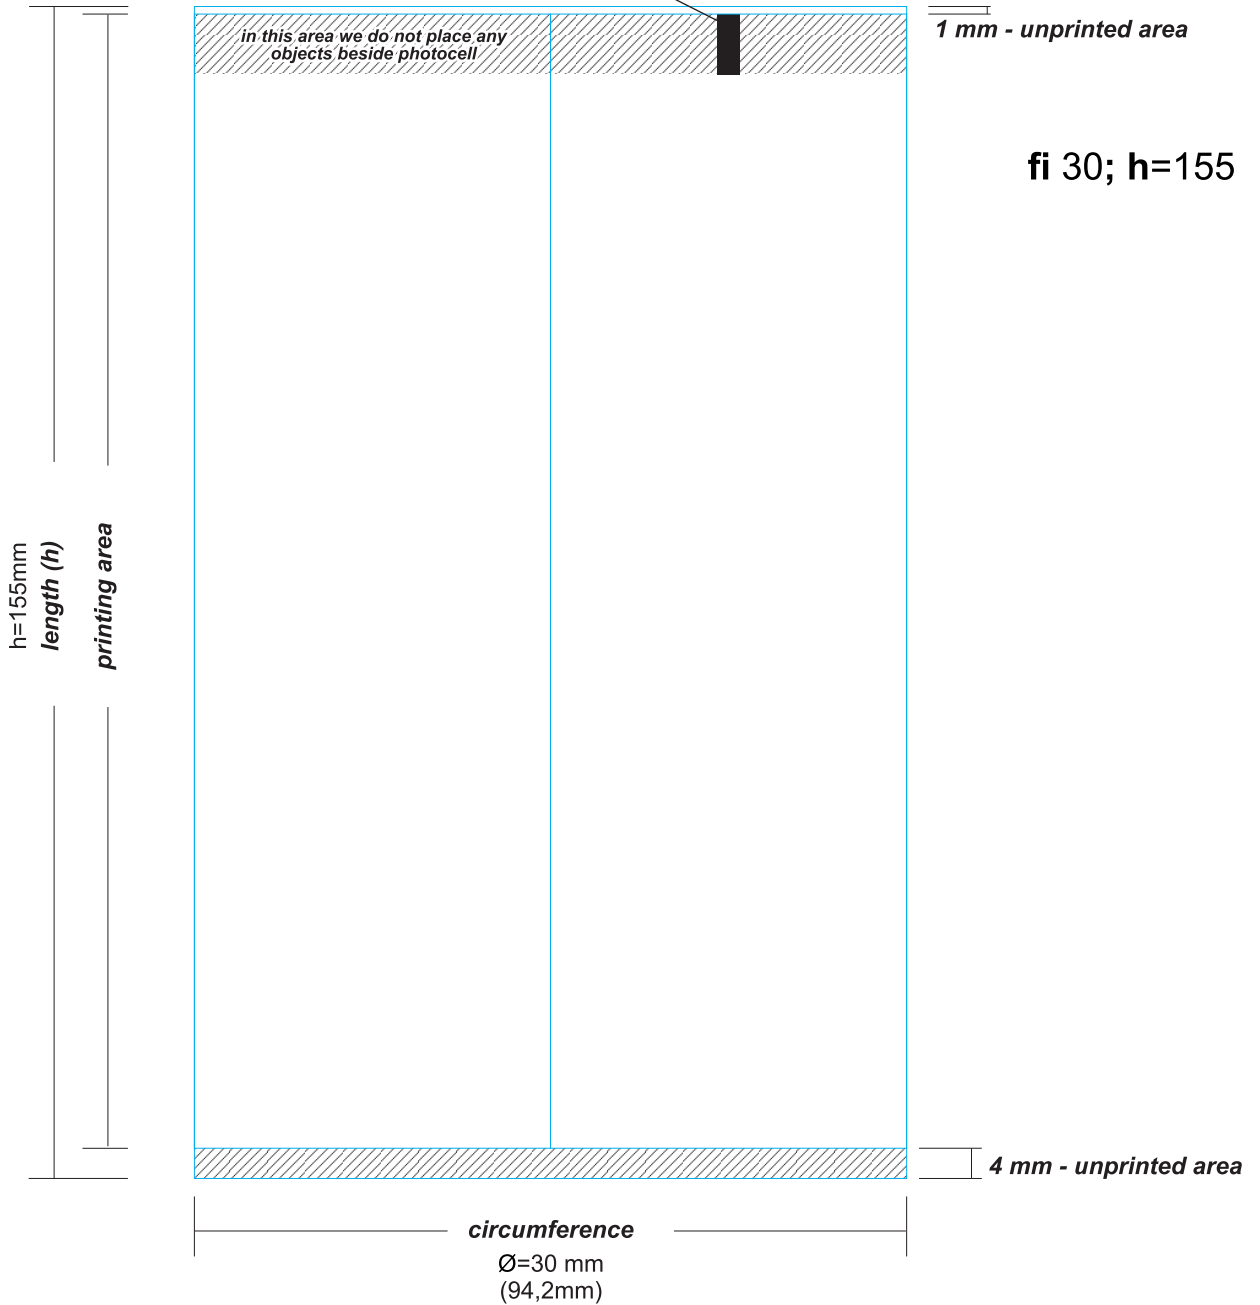 in this area we do not place any
objects beside photocell
1 mm - unprinted area
fi 30; h=155
h=155mm
length (h)
printing area
4 mm - unprinted area
circumference
Ø=30 mm
(94,2mm)